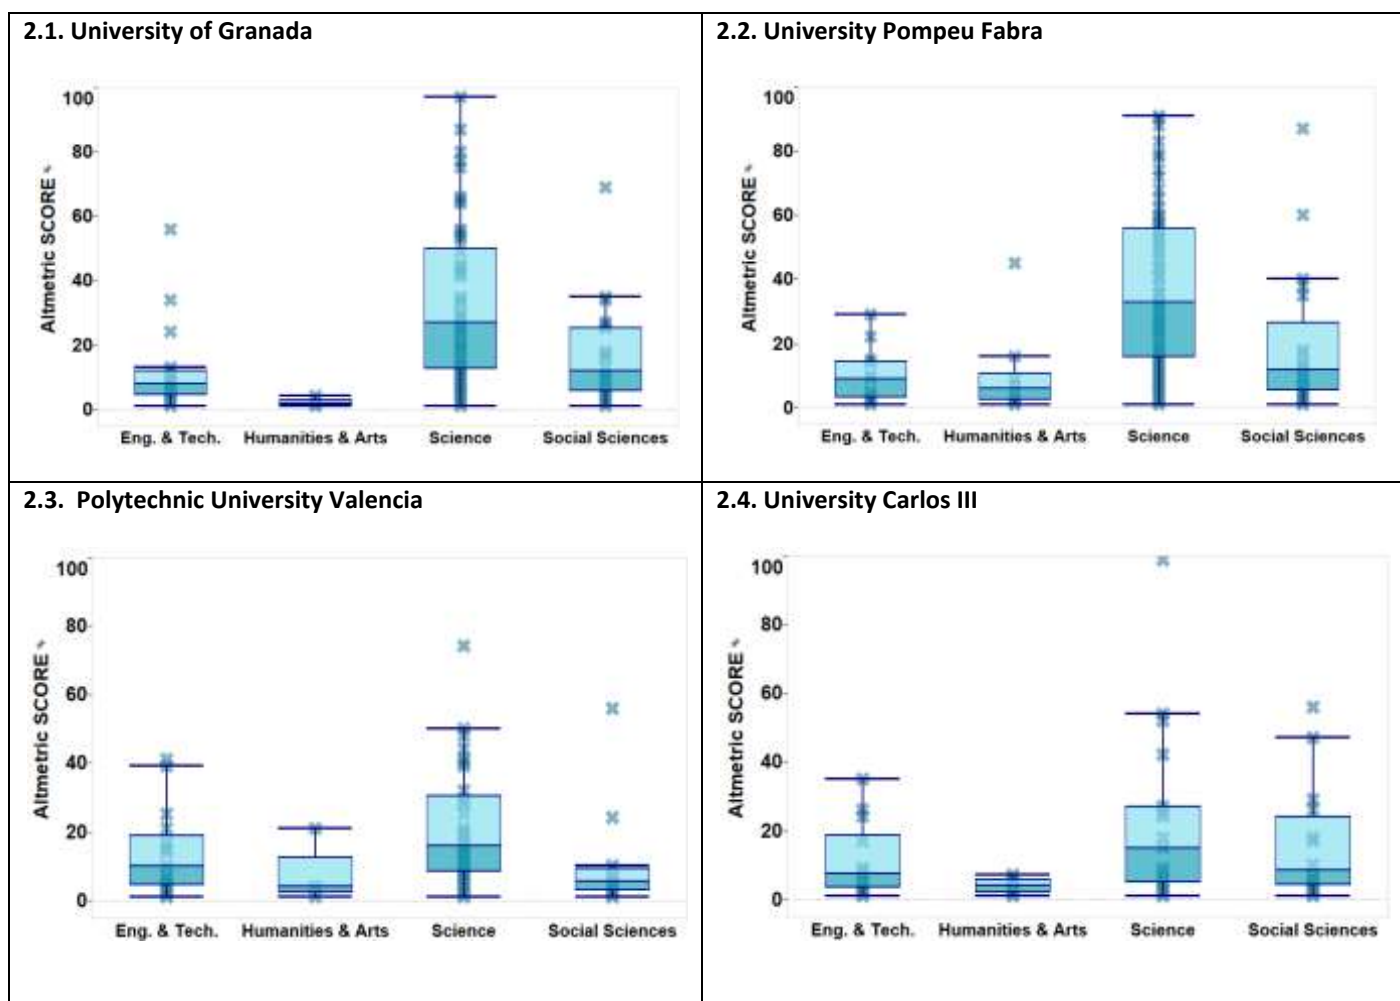 2.1. University of Granada
100
80
60
40
20
0
Altmetric SCORE
Eng. & Tech. Humanities & Arts Science Social Sciences
2.2. University Pompeu Fabra
100
80
60
40
20
0
Altmetric SCORE
Eng. & Tech. Humanities & Arts Science Social Sciences
2.3. Polytechnic University Valencia
100
80
60
40
20
0
Altmetric SCORE
Eng. & Tech. Humanities & Arts Science Social Sciences
2.4. University Carlos III
100
80
60
40
20
0
Altmetric SCORE
Eng. & Tech. Humanities & Arts Science Social Sciences